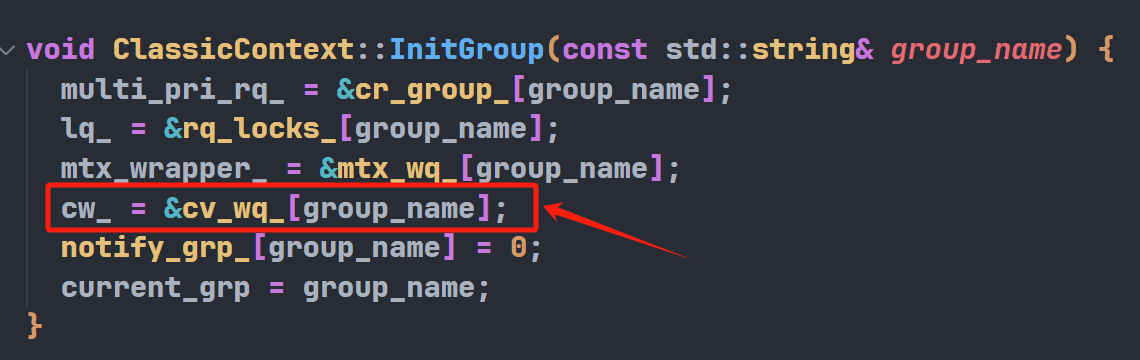 void ClassicContext::InitGroup(const std::string& group_name) {
multi_pri_rq_ = &cr_group_[group_name];
lq_ = &rq_locks_[group_name];
mtx_wrapper_ = &mtx_wq_[group_name];
cw_ = &cv_wq_[group_name];
notify_grp_[group_name] = 0;
current_grp = group_name;
}